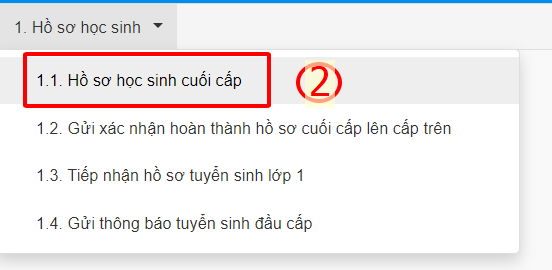 1. Hồ sơ học sinh
1.1. Hồ sơ học sinh cuối cấp
2
1.2. Gửi xác nhận hoàn thành hồ sơ cuối cấp lên cấp trên
1.3. Tiếp nhận hồ sơ tuyển sinh lớp 1
1.4. Gửi thông báo tuyển sinh đầu cấp